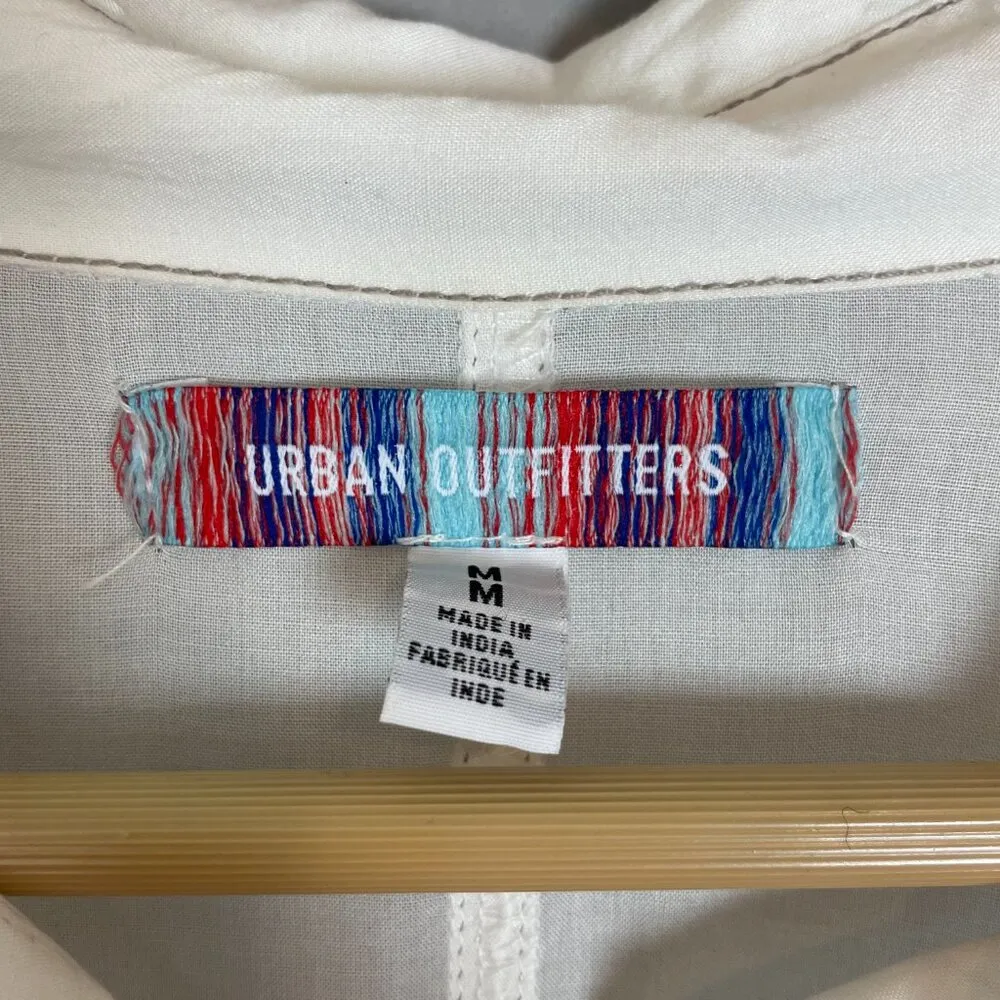 URBAN OUTFITTERS
M
M
MADE IN
INDIA
FABRIQUÉ EN
INDE